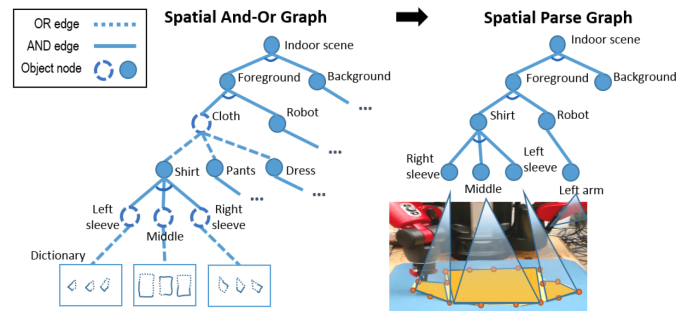 Spatial And-Or Graph
Spatial Parse Graph
OR edge
AND edge
Object node
Indoor scene
Foreground
Background
...
Cloth
Robot
...
Shirt
Pants
Dress
...
...
Left
sleeve
Middle
Right
sleeve
Dictionary
Indoor scene
Foreground
Background
Shirt
Robot
Right
sleeve
Middle
Left
sleeve
Left arm